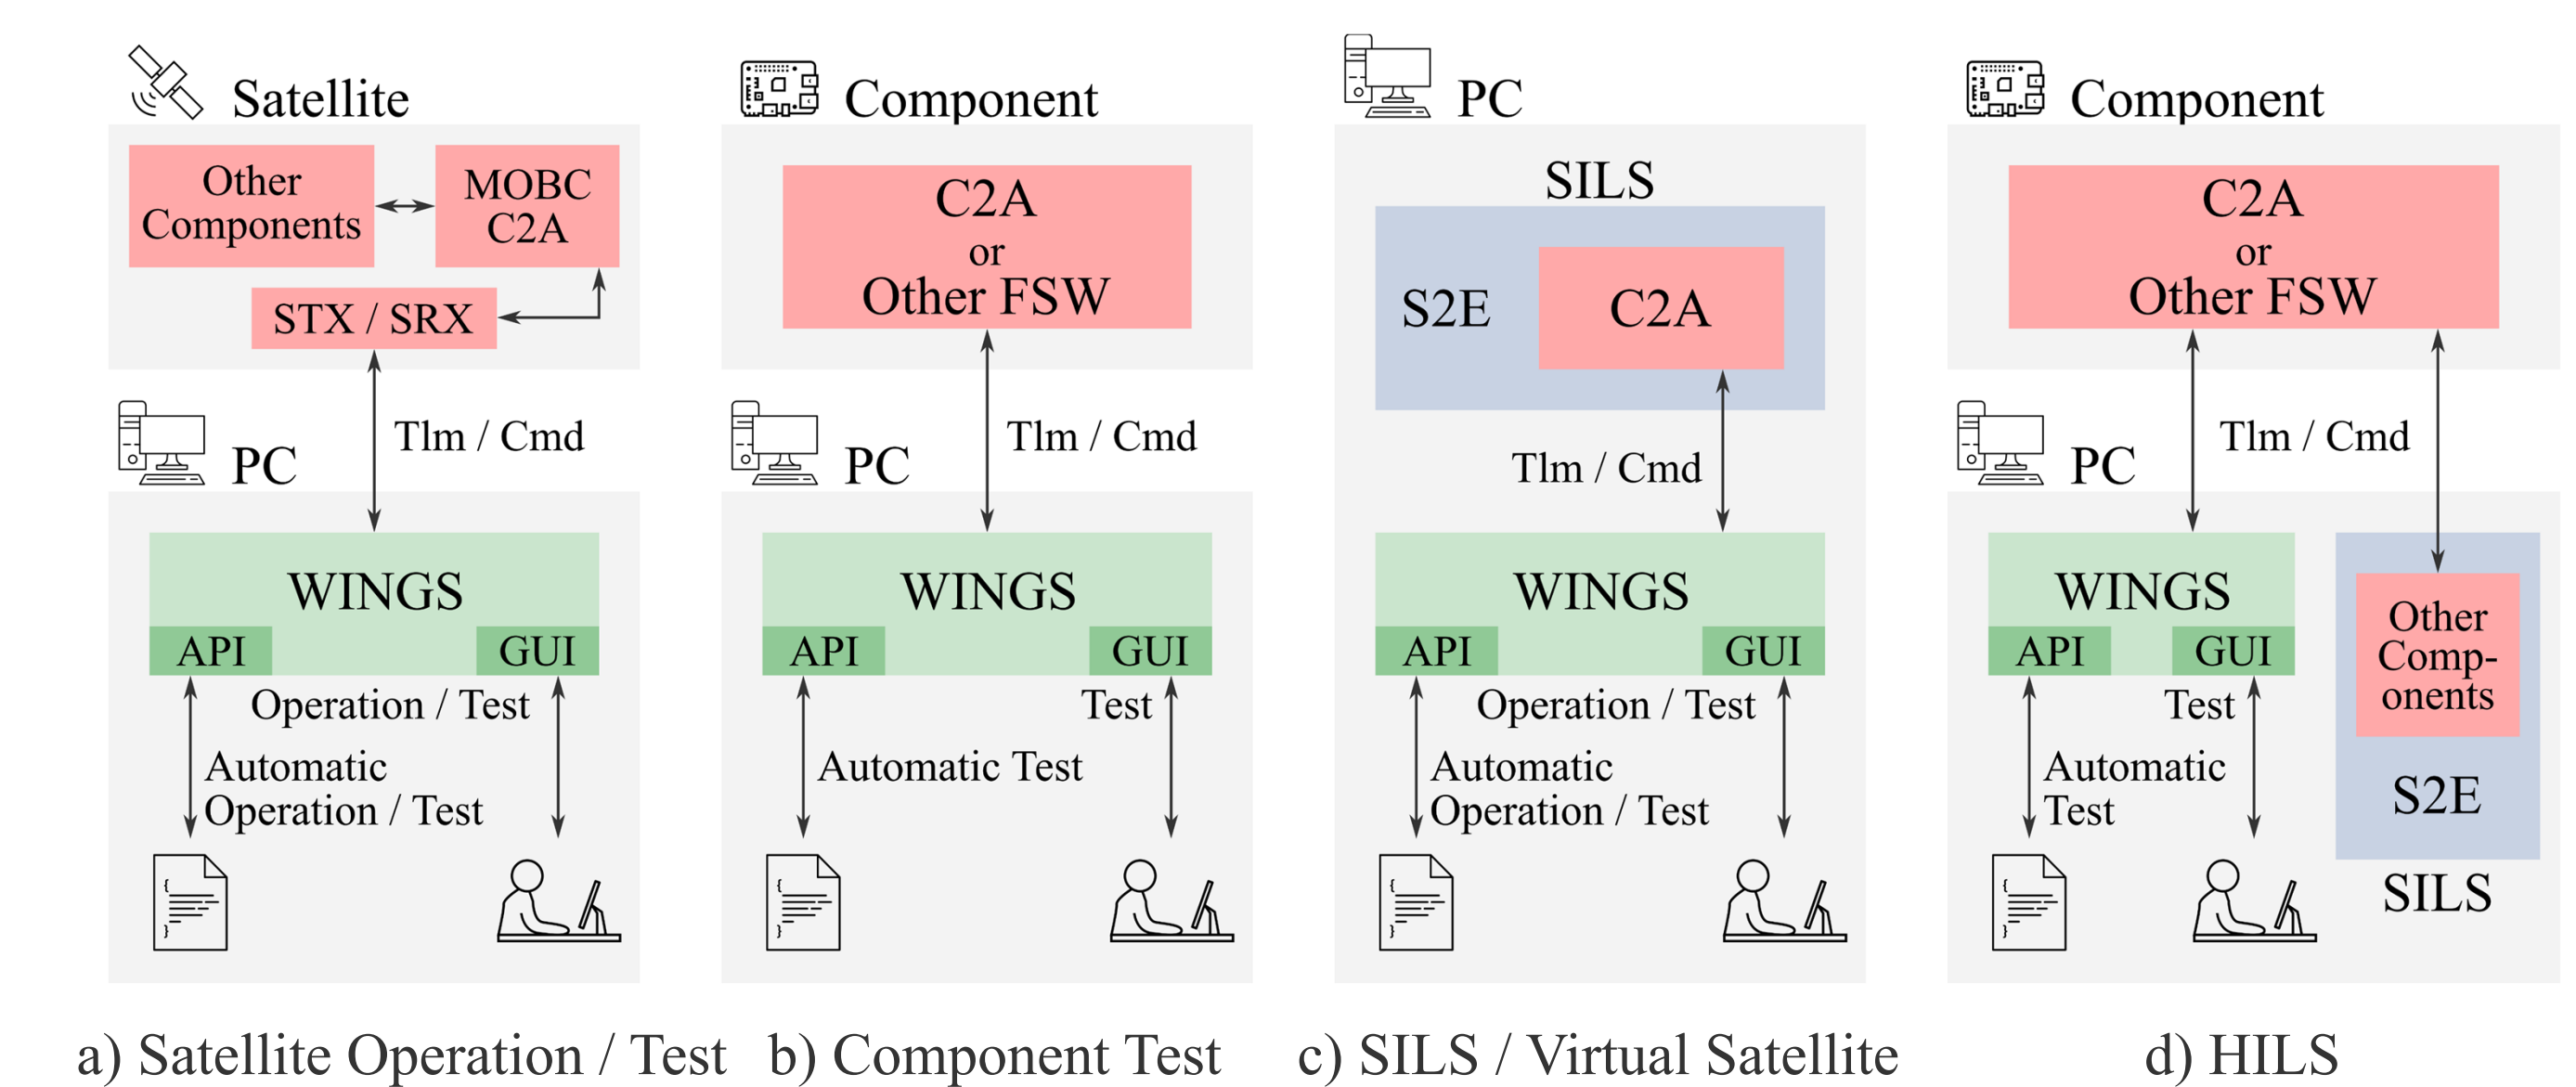 Satellite
Other
Components
MOBC
C2A
STX / SRX
Tlm / Cmd
PC
WINGS
API
GUI
Operation / Test
Automatic
Operation / Test
a) Satellite Operation / Test
Component
C2A
or
Other FSW
Tlm / Cmd
PC
WINGS
API
GUI
Test
Automatic Test
b) Component Test
PC
SILS
S2E
C2A
Tlm / Cmd
WINGS
API
GUI
Operation / Test
Automatic
Operation / Test
c) SILS / Virtual Satellite
Component
C2A
or
Other FSW
Tlm / Cmd
PC
WINGS
API
GUI
Test
Automatic
Test
Other
Comp-
onents
S2E
SILS
d) HILS